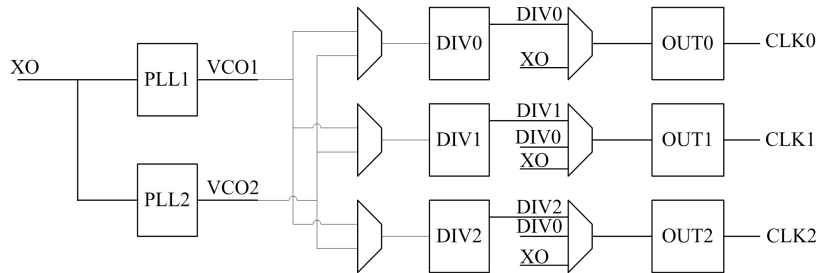 DIV0
XO
PLL1
VCO1
DIV0
XO
OUT0
CLK0
DIV1
DIV1
DIV0
XO
OUT1
CLK1
PLL2
VCO2
DIV2
DIV2
DIV0
XO
OUT2
CLK2